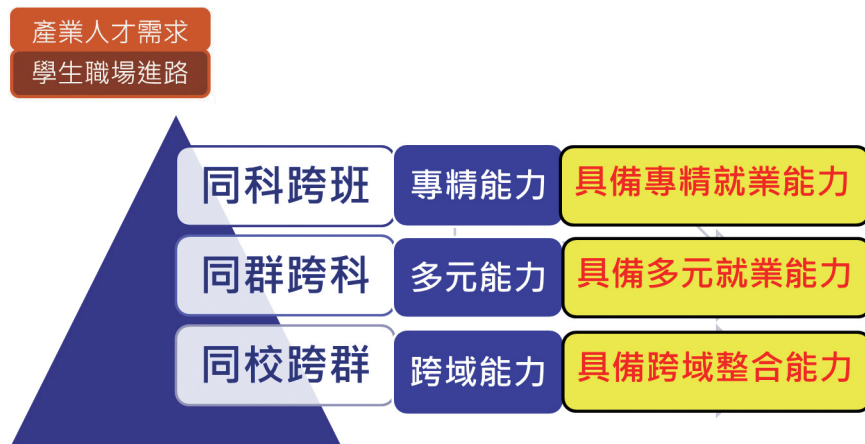 產業人才需求
學生職場進路
同科跨班 專精能力 具備專精就業能力
同群跨科 多元能力 具備多元就業能力
同校跨群 跨域能力 具備跨域整合能力